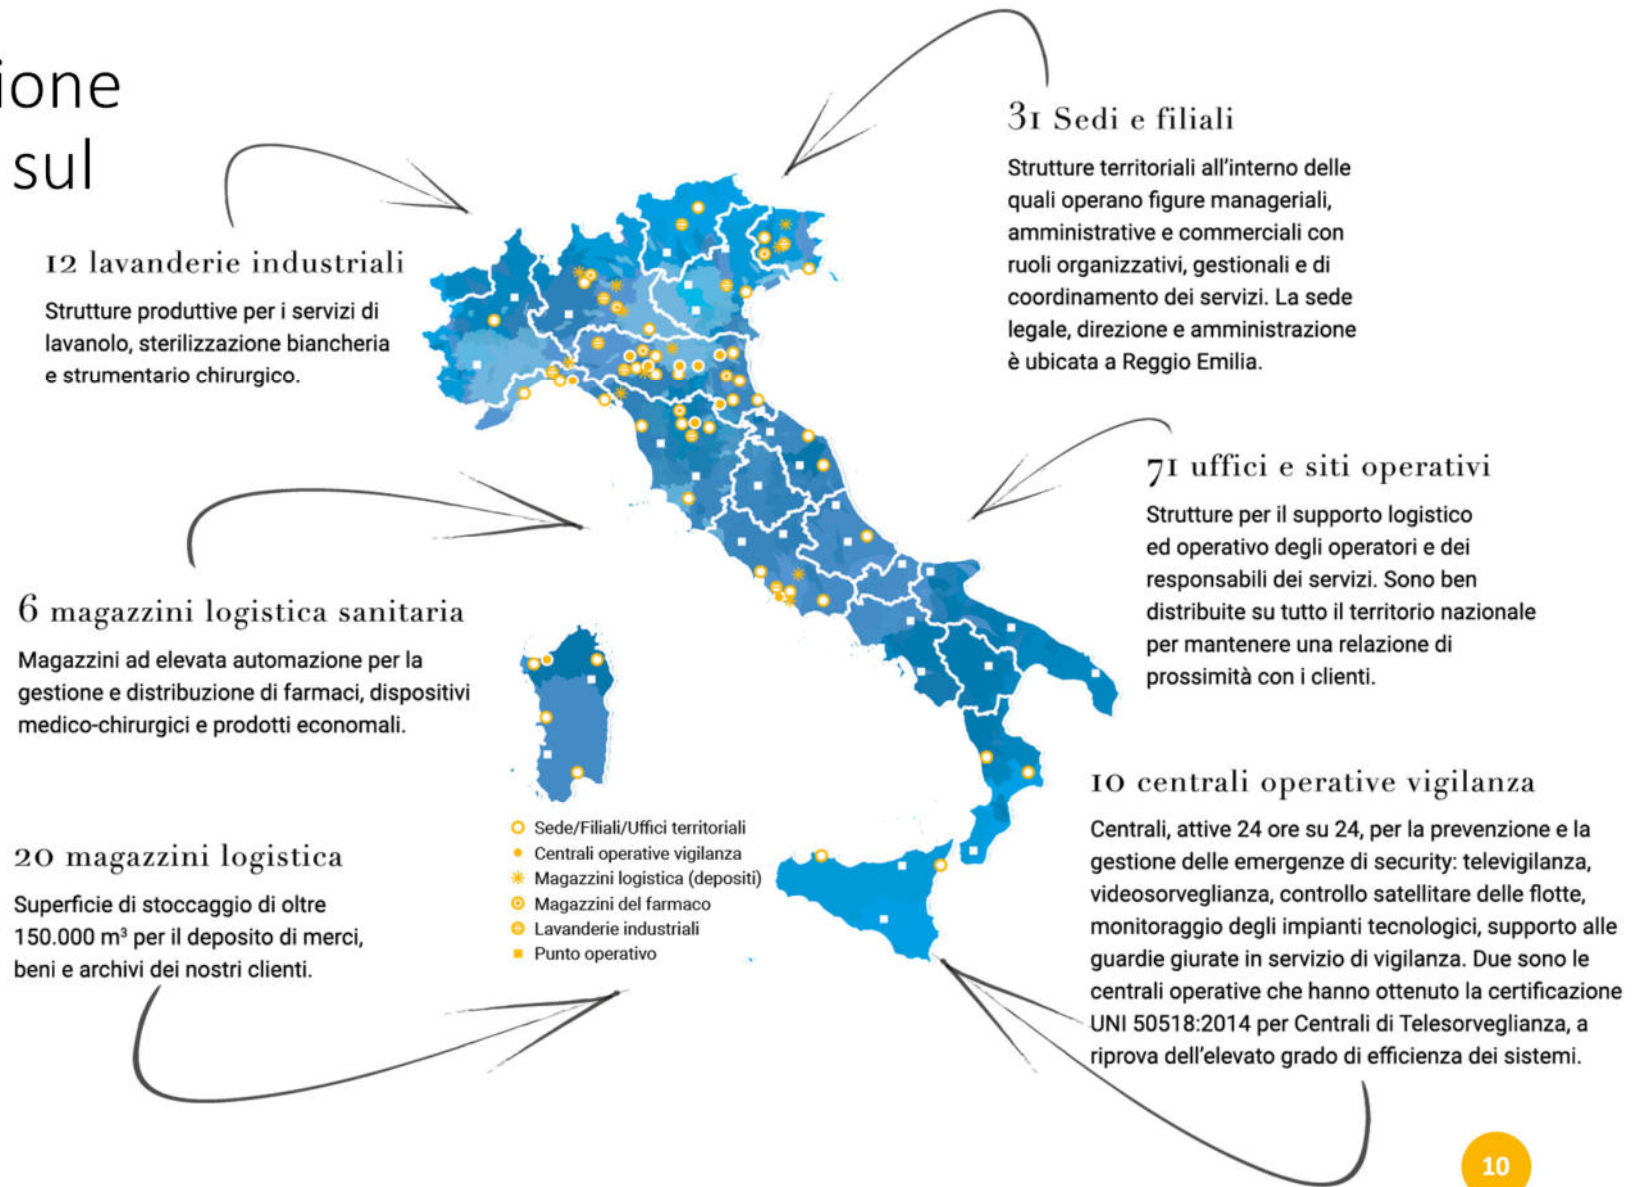 ione
sul
12 lavanderie industriali
Strutture produttive per i servizi di
lavanolo, sterilizzazione biancheria
e strumentario chirurgico.
6 magazzini logistica sanitaria
Magazzini ad elevata automazione per la
gestione e distribuzione di farmaci, dispositivi
medico-chirurgici e prodotti economali.
20 magazzini logistica
Superficie di stoccaggio di oltre
150.000 m³ per il deposito di merci,
beni e archivi dei nostri clienti.
Sede/Filiali/Uffici territoriali
Centrali operative vigilanza
Magazzini logistica (depositi)
Magazzini del farmaco
Lavanderie industriali
Punto operativo
31 Sedi e filiali
Strutture territoriali all'interno delle
quali operano figure manageriali,
amministrative e commerciali con
ruoli organizzativi, gestionali e di
coordinamento dei servizi. La sede
legale, direzione e amministrazione
è ubicata a Reggio Emilia.
71 uffici e siti operativi
Strutture per il supporto logistico
ed operativo degli operatori e dei
responsabili dei servizi. Sono ben
distribuite su tutto il territorio nazionale
per mantenere una relazione di
prossimità con i clienti.
10 centrali operative vigilanza
Centrali, attive 24 ore su 24, per la prevenzione e la
gestione delle emergenze di security: televigilanza,
videosorveglianza, controllo satellitare delle flotte,
monitoraggio degli impianti tecnologici, supporto alle
guardie giurate in servizio di vigilanza. Due sono le
centrali operative che hanno ottenuto la certificazione
UNI 50518:2014 per Centrali di Telesorveglianza, a
riprova dell'elevato grado di efficienza dei sistemi.
10